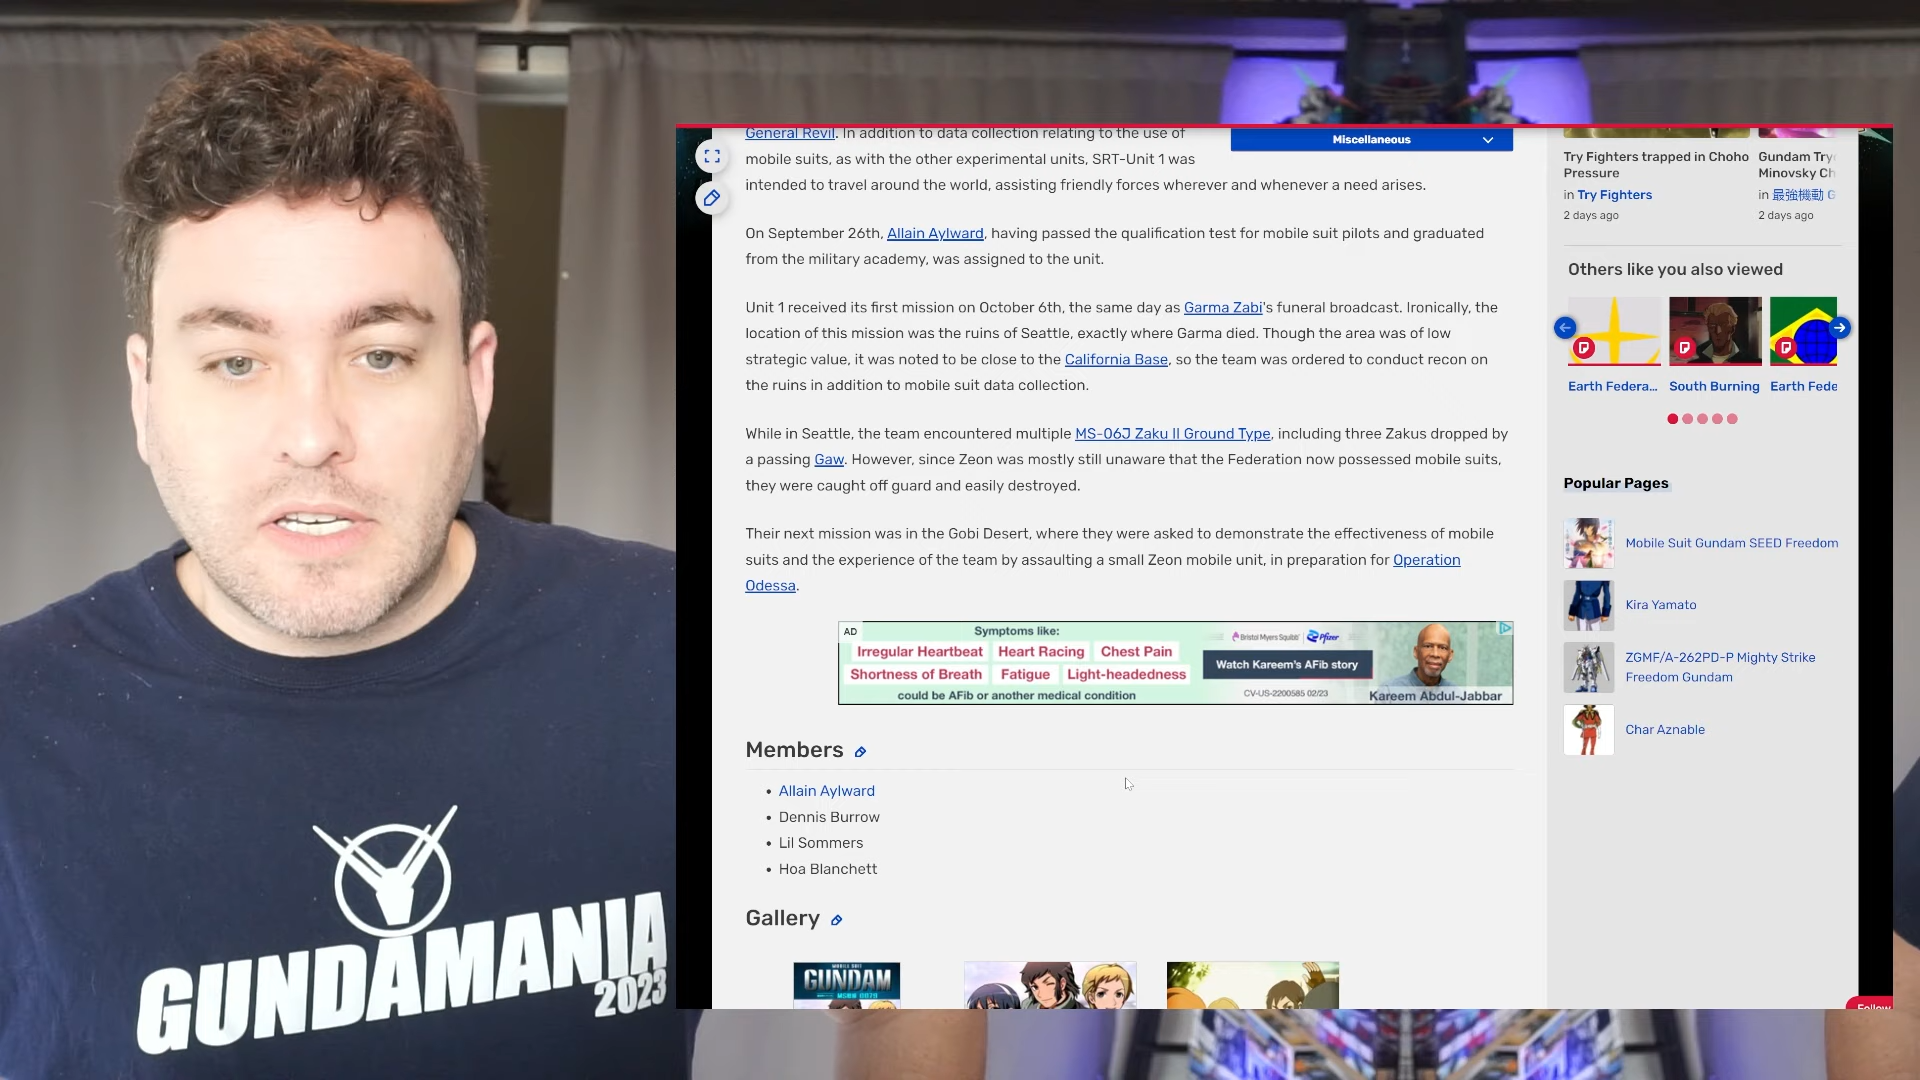 General Revil. In addition to data collection relating to the use of
mobile suits, as with the other experimental units, SRT-Unit 1 was
intended to travel around the world, assisting friendly forces wherever and whenever a need arises.
Miscellaneous
On September 26th, Allain Aylward, having passed the qualification test for mobile suit pilots and graduated
from the military academy, was assigned to the unit.
Unit 1 received its first mission on October 6th, the same day as Garma Zabi's funeral broadcast. Ironically, the
location of this mission was the ruins of Seattle, exactly where Garma died. Though the area was of low
strategic value, it was noted to be close to the California Base, so the team was ordered to conduct recon on
the ruins in addition to mobile suit data collection.
While in Seattle, the team encountered multiple MS-06J Zaku II Ground Type, including three Zakus dropped by
a passing Gaw. However, since Zeon was mostly still unaware that the Federation now possessed mobile suits,
they were caught off guard and easily destroyed.
Their next mission was in the Gobi Desert, where they were asked to demonstrate the effectiveness of mobile
suits and the experience of the team by assaulting a small Zeon mobile unit, in preparation for Operation
Odessa.
AD
Symptoms like:
Irregular Heartbeat Heart Racing Chest Pain
Shortness of Breath Fatigue Light-headedness
could be AFib or another medical condition
Bristol Myers Squibb Pfizer
Watch Kareem's AFib story
CV-US-2200585 02/23
Kareem Abdul-Jabbar
Members
Allain Aylward
Dennis Burrow
Lil Sommers
Hoa Blanchett
Gallery
MOBILE SUIT
GUNDAM
Try Fighters trapped in Choho
Pressure
in Try Fighters
2 days ago
Gundam Try
Minovsky Ch
in 最強機動 G
2 days ago
Others like you also viewed
Earth Federa...
South Burning
Earth Fede
Popular Pages
Mobile Suit Gundam SEED Freedom
Kira Yamato
ZGMF/A-262PD-P Mighty Strike
Freedom Gundam
Char Aznable
Follow
GUNDAMANIA
2023